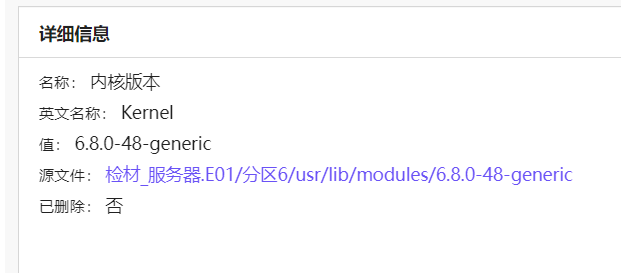 详细信息
名称： 内核版本
英文名称： Kernel
值： 6.8.0-48-generic
源文件： 检材_服务器.E01/分区6/usr/lib/modules/6.8.0-48-generic
已删除： 否